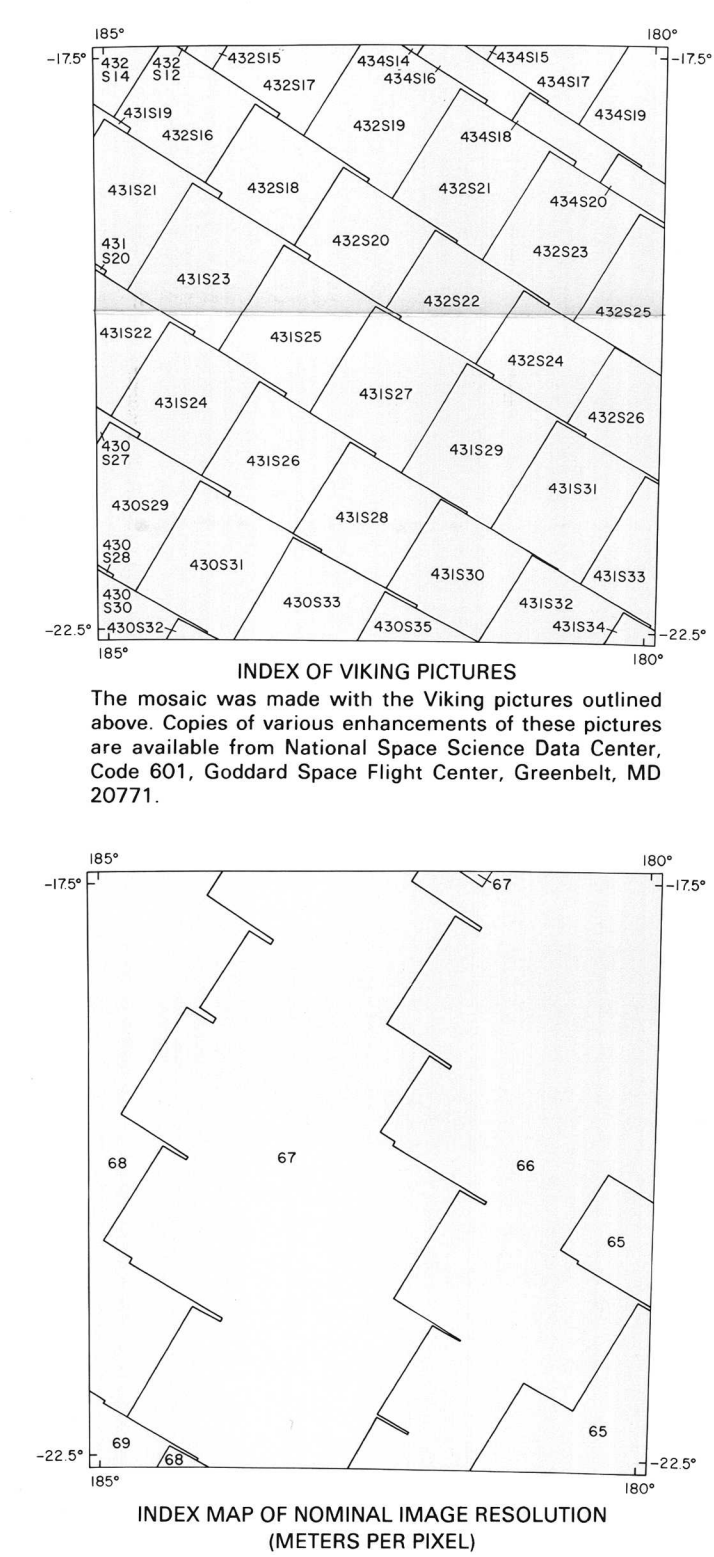 185° 180°
-17.5° -17.5°
432 S14
432 S12
432S15
432S17
434S14
434S16
434S15
434S17
434S19
431S19
432S16
432S19
434S18
431S21
432S18
432S21
434S20
432S20
432S23
431 S20
431S23
432S22
432S25
431S22
431S25
432S24
431S24
431S27
432S26
430 S27
431S26
431S29
431S31
430S29
431S28
430 S28
430S31
431S30
431S33
430 S30
430S33
431S32
430S32
430S35
431S34
-22.5° -22.5°
185° 180°
INDEX OF VIKING PICTURES
The mosaic was made with the Viking pictures outlined
above. Copies of various enhancements of these pictures
are available from National Space Science Data Center,
Code 601, Goddard Space Flight Center, Greenbelt, MD
20771.
185° 180°
-17.5° -17.5°
67
68
67
66
65
65
69
68
-22.5° -22.5°
185° 180°
INDEX MAP OF NOMINAL IMAGE RESOLUTION
(METERS PER PIXEL)